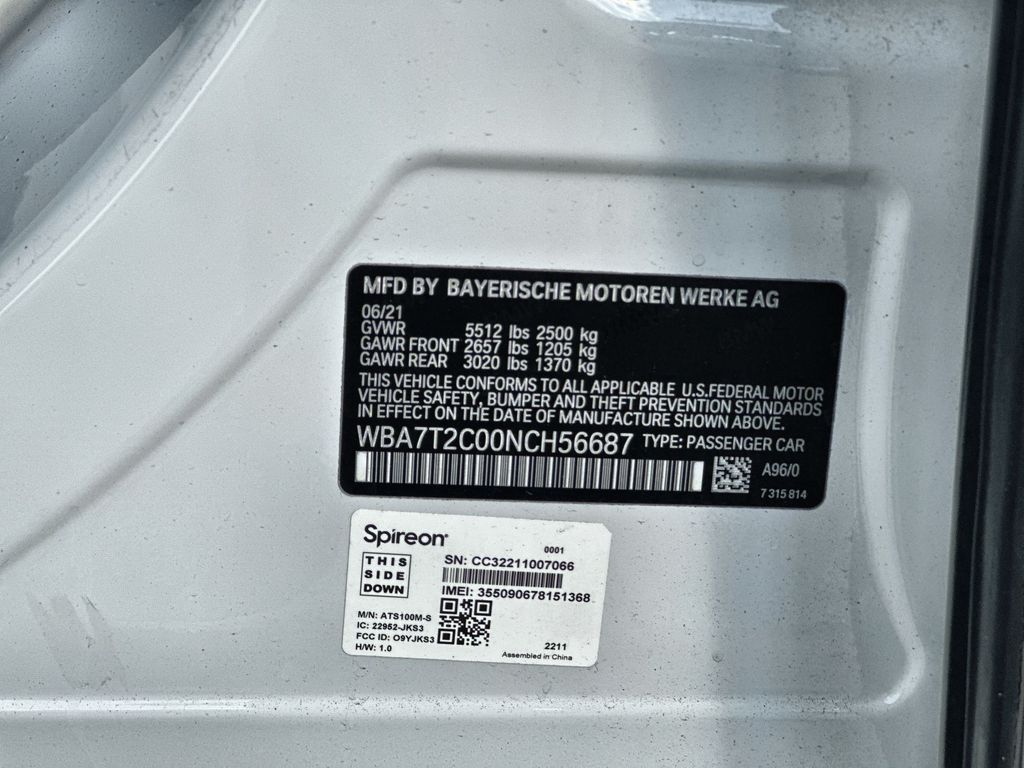 MFD BY BAYERISCHE MOTOREN WERKE AG
06/21
GVWR 5512 lbs 2500 kg
GAWR FRONT 2657 lbs 1205 kg
GAWR REAR 3020 lbs 1370 kg
THIS VEHICLE CONFORMS TO ALL APPLICABLE U.S.FEDERAL MOTOR
VEHICLE SAFETY, BUMPER AND THEFT PREVENTION STANDARDS
IN EFFECT ON THE DATE OF MANUFACTURE SHOWN ABOVE.
WBA7T2C00NCH56687 TYPE: PASSENGER CAR
A96/0
7 315 814
Spireon
0001
THIS
SIDE
DOWN
SN: CC32211007066
IMEI: 355090678151368
M/N: ATS100M-S
IC: 22952-JKS3
FCC ID: O9YJKS3
H/W: 1.0
2211
Assembled in China